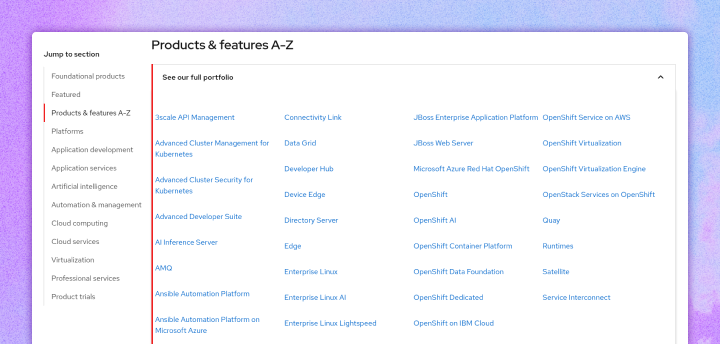 Jump to section
Foundational products
Featured
Products & features A-Z
Platforms
Application development
Application services
Artificial intelligence
Automation & management
Cloud computing
Cloud services
Virtualization
Professional services
Product trials
Products & features A-Z
See our full portfolio
3scale API Management
Advanced Cluster Management for
Kubernetes
Advanced Cluster Security for
Kubernetes
Advanced Developer Suite
AI Inference Server
AMQ
Ansible Automation Platform
Ansible Automation Platform on
Microsoft Azure
Connectivity Link
Data Grid
Developer Hub
Device Edge
Directory Server
Edge
Enterprise Linux
Enterprise Linux AI
Enterprise Linux Lightspeed
JBoss Enterprise Application Platform
JBoss Web Server
Microsoft Azure Red Hat OpenShift
OpenShift
OpenShift AI
OpenShift Container Platform
OpenShift Data Foundation
OpenShift Dedicated
OpenShift on IBM Cloud
OpenShift Service on AWS
OpenShift Virtualization
OpenShift Virtualization Engine
OpenStack Services on OpenShift
Quay
Runtimes
Satellite
Service Interconnect